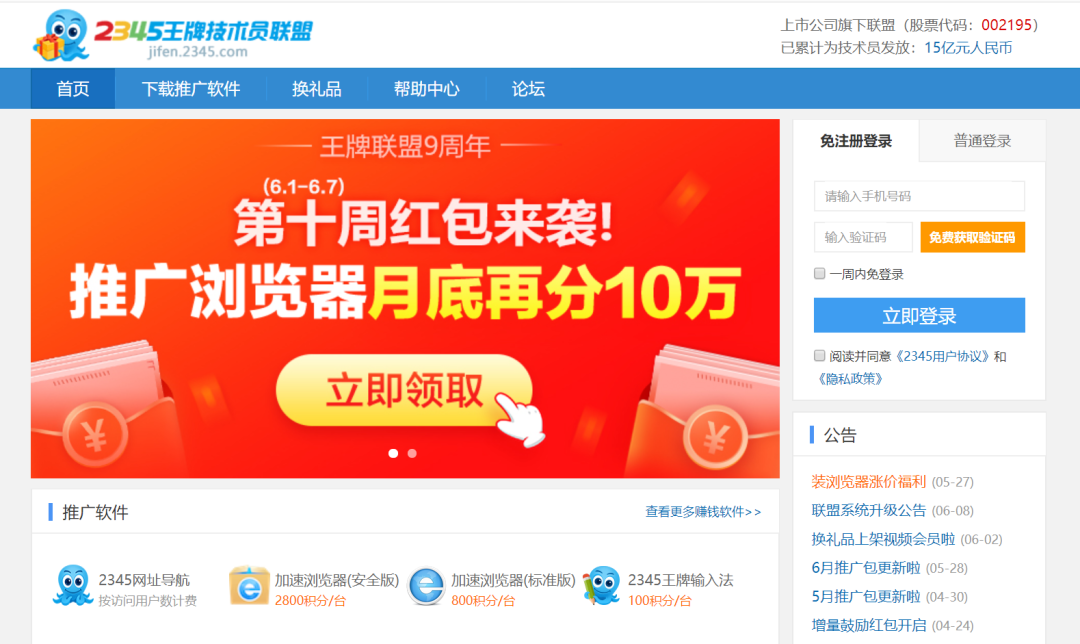 2345王牌技术员联盟
jifen.2345.com
上市公司旗下联盟（股票代码：002195）
已累计为技术员发放：15亿元人民币
首页 下载推广软件 换礼品 帮助中心 论坛
王牌联盟9周年
(6.1-6.7)
第十周红包来袭!
推广浏览器月底再分10万
立即领取
¥
¥
免注册登录 普通登录
请输入手机号码
输入验证码 免费获取验证码
一周内免登录
立即登录
阅读并同意《2345用户协议》和
《隐私政策》
公告
装浏览器涨价福利 (05-27)
联盟系统升级公告 (06-08)
换礼品上架视频会员啦 (06-02)
6月推广包更新啦 (05-28)
5月推广包更新啦 (04-30)
增量鼓励红包开启 (04-24)
推广软件 查看更多赚钱软件>>
2345网址导航
按访问用户数计费
加速浏览器(安全版)
2800积分/台
加速浏览器(标准版)
800积分/台
2345王牌输入法
100积分/台